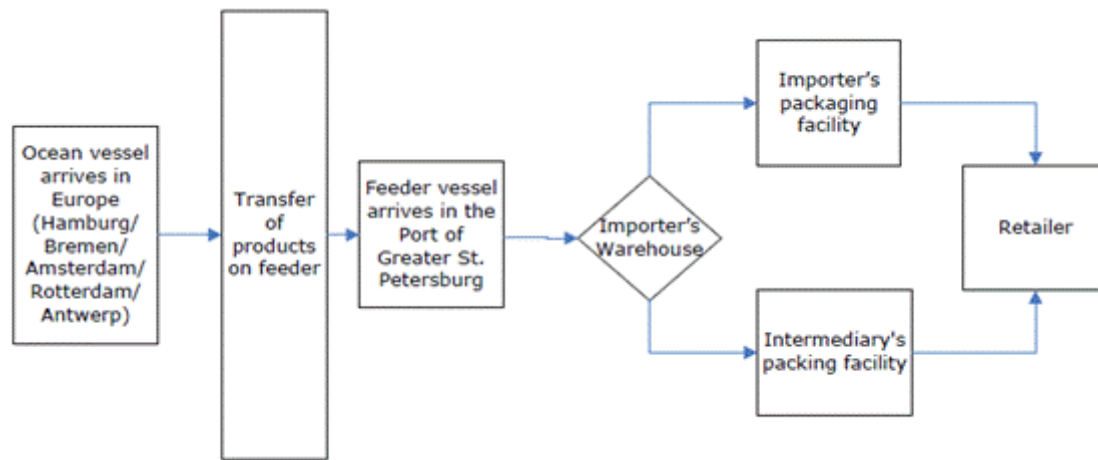 Ocean vessel
arrives in
Europe
(Hamburg/
Bremen/
Amsterdam/
Rotterdam/
Antwerp)
Transfer
of
products
on feeder
Feeder vessel
arrives in the
Port of
Greater St.
Petersburg
Importer's
Warehouse
Importer's
packaging
facility
Intermediary's
packing facility
Retailer